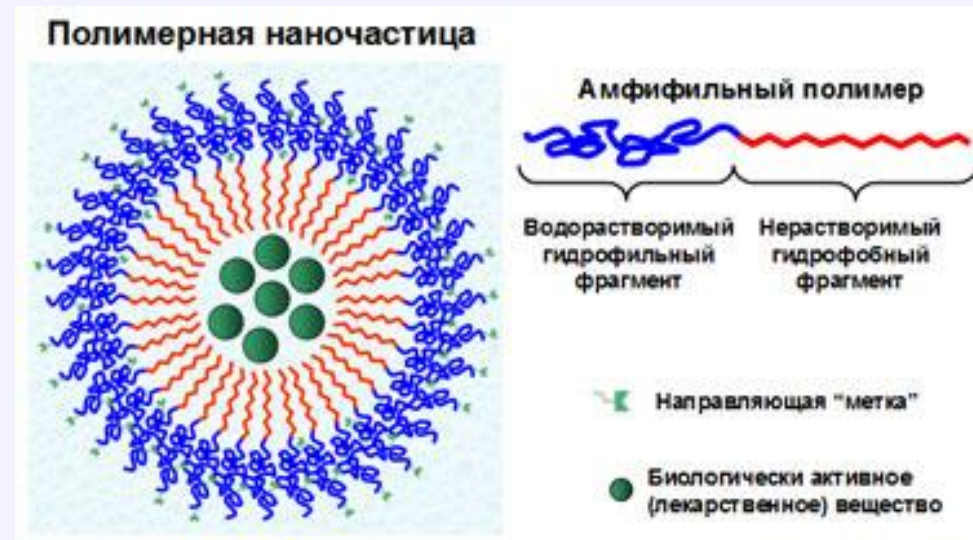 Полимерная наночастица
Амфифильный полимер
Водорастворимый
гидрофильный
фрагмент
Нерастворимый
гидрофобный
фрагмент
Направляющая “метка”
Биологически активное
(лекарственное) вещество